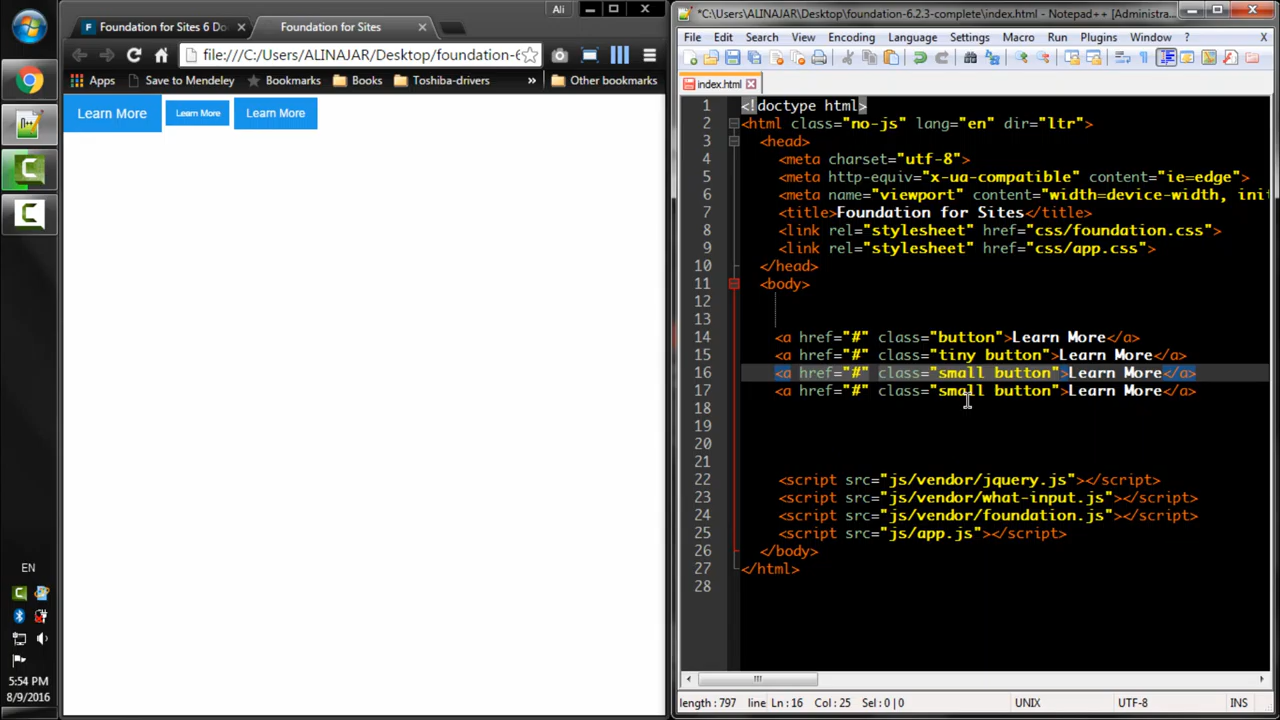 Foundation for Sites 6 Do
Foundation for Sites
Ali
file:///C:/Users/ALINAJAR/Desktop/foundation-6
Apps
Save to Mendeley
Bookmarks
Books
Toshiba-drivers
»
Other bookmarks
Learn More
Learn More
Learn More
EN
5:54 PM
8/9/2016
*C:\Users\ALINAJAR\Desktop\foundation-6.2.3-complete\index.html - Notepad++ [Administra...
File Edit Search View Encoding Language Settings Macro Run Plugins Window ? X
index.html
1 <!doctype html>
2 <html class="no-js" lang="en" dir="ltr">
3 <head>
4 <meta charset="utf-8">
5 <meta http-equiv="x-ua-compatible" content="ie=edge">
6 <meta name="viewport" content="width=device-width, init
7 <title>Foundation for Sites</title>
8 <link rel="stylesheet" href="css/foundation.css">
9 <link rel="stylesheet" href="css/app.css">
10 </head>
11 <body>
12
13
14 <a href="#" class="button">Learn More</a>
15 <a href="#" class="tiny button">Learn More</a>
16 <a href="#" class="small button">Learn More</a>
17 <a href="#" class="small button">Learn More</a>
18
19
20
21
22 <script src="js/vendor/jquery.js"></script>
23 <script src="js/vendor/what-input.js"></script>
24 <script src="js/vendor/foundation.js"></script>
25 <script src="js/app.js"></script>
26 </body>
27 </html>
28
length : 797 line Ln : 16 Col : 25 Sel : 0 | 0 UNIX UTF-8 INS